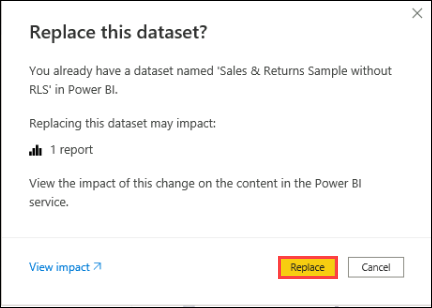 Replace this dataset?
You already have a dataset named 'Sales & Returns Sample without
RLS' in Power BI.
Replacing this dataset may impact:
1 report
View the impact of this change on the content in the Power BI
service.
View impact
Replace
Cancel